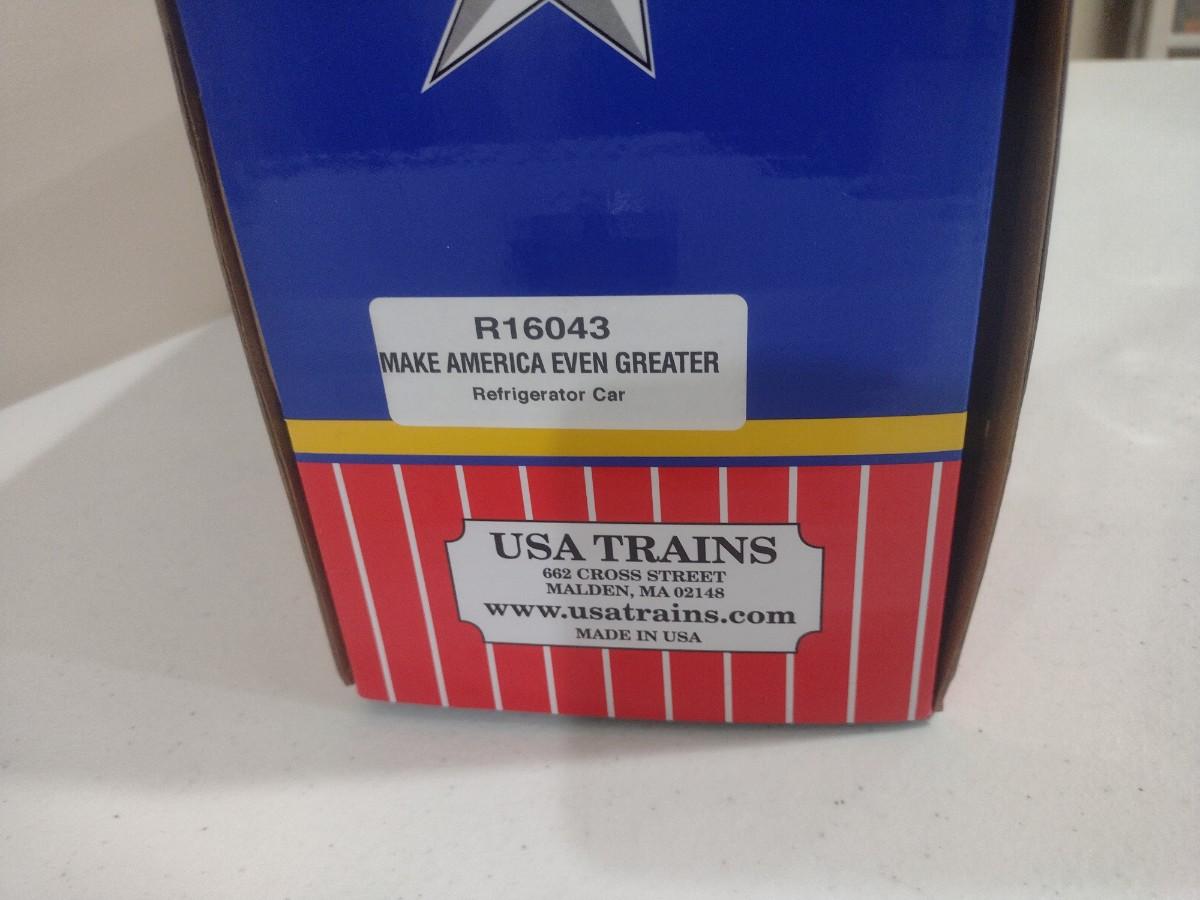 R16043
MAKE AMERICA EVEN GREATER
Refrigerator Car
USA TRAINS
662 CROSS STREET
MALDEN, MA 02148
www.usatrains.com
MADE IN USA